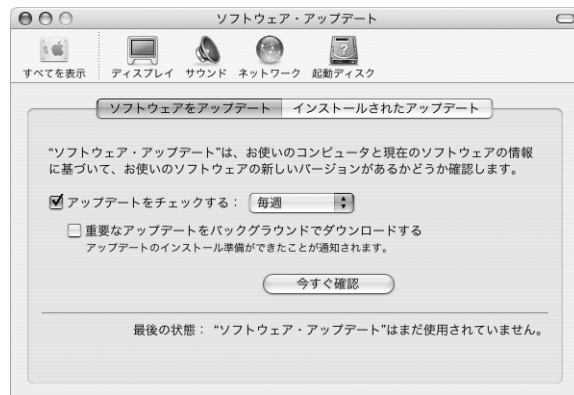 ソフトウェア・アップデート
すべてを表示 ディスプレイ サウンド ネットワーク 起動ディスク
ソフトウェアをアップデート インストールされたアップデート
“ソフトウェア・アップデート”は、お使いのコンピュータと現在のソフトウェアの情報
に基づいて、お使いのソフトウェアの新しいバージョンがあるかどうか確認します。
アップデートをチェックする： 毎週
重要なアップデートをバックグラウンドでダウンロードする
アップデートのインストール準備ができたことが通知されます。
今すぐ確認
最後の状態： “ソフトウェア・アップデート”はまだ使用されていません。